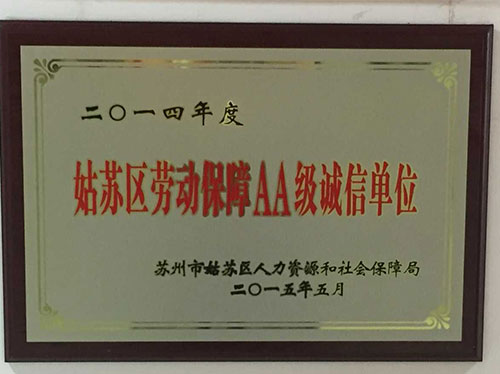 二〇一四年度
姑苏区劳动保障AA级诚信单位
苏州市姑苏区人力资源和社会保障局
二〇一五年五月